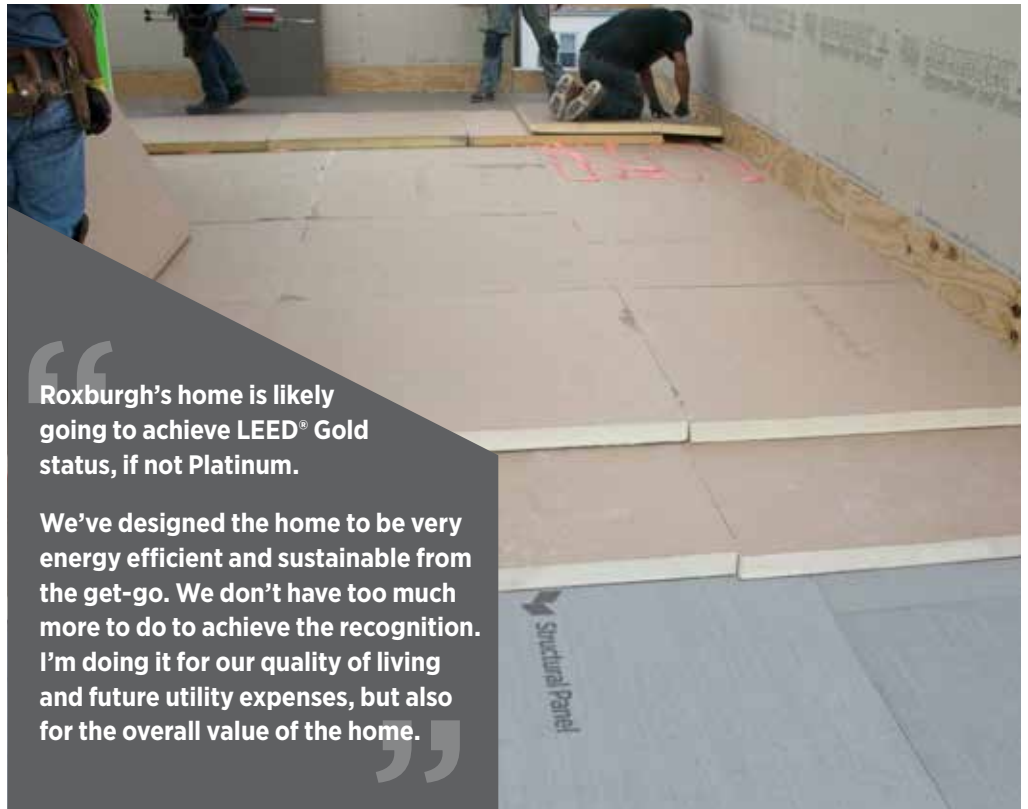 “
Roxburgh’s home is likely
going to achieve LEED® Gold
status, if not Platinum.
We’ve designed the home to be very
energy efficient and sustainable from
the get-go. We don’t have too much
more to do to achieve the recognition.
I’m doing it for our quality of living
and future utility expenses, but also
for the overall value of the home.
”
Structural Panel